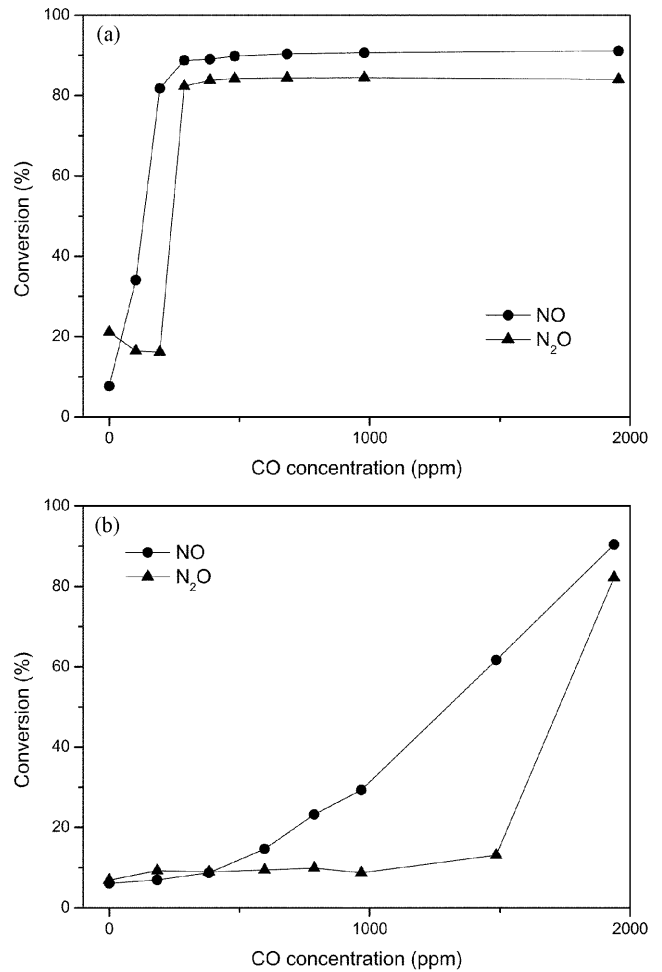 (a)
100
80
60
40
20
0
Conversion (%)
NO
N₂O
0
1000
2000
CO concentration (ppm)
(b)
100
80
60
40
20
0
Conversion (%)
NO
N₂O
0
1000
2000
CO concentration (ppm)